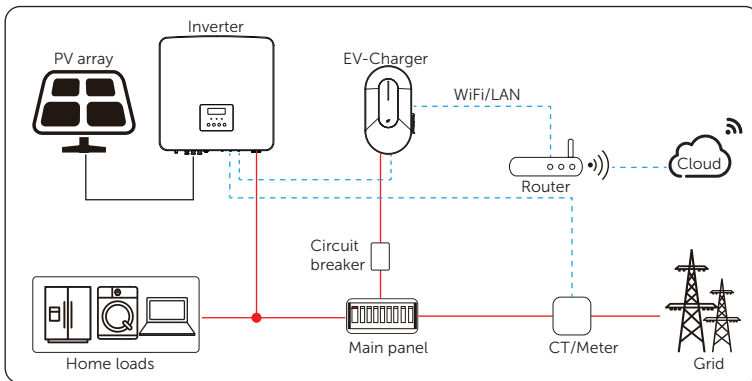 Inverter
PV array
EV-Charger
WiFi/LAN
Cloud
Router
Circuit
breaker
Home loads
Main panel
CT/Meter
Grid